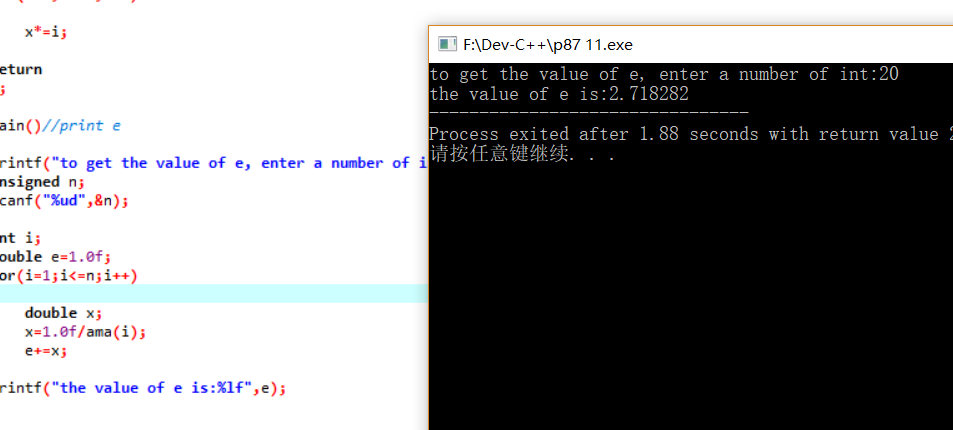 x*=i;
eturn
;
ain()//print e
rintf("to get the value of e, enter a number of i
nsigned n;
canf("%ud",&n);
nt i;
ouble e=1.0f;
or(i=1;i<=n;i++)
double x;
x=1.0f/ama(i);
e+=x;
rintf("the value of e is:%lf",e);
F:\Dev-C++\p87 11.exe
to get the value of e, enter a number of int:20
the value of e is:2.718282
--------------------------------
Process exited after 1.88 seconds with return value 2
请按任意键继续. . .